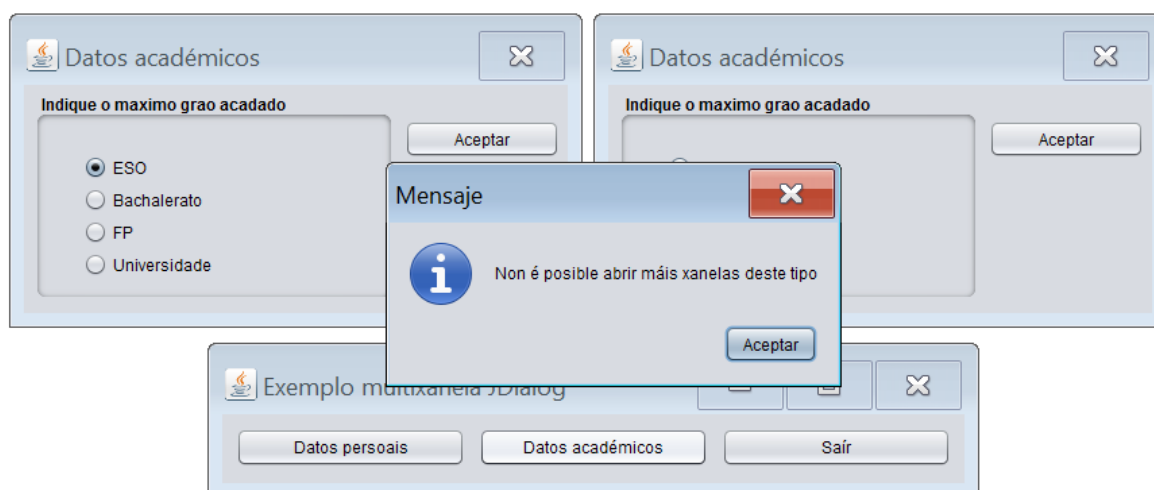 Datos académicos
Indique o maximo grao acadado
Aceptar
ESO
Bachalerato
FP
Universidade
Datos académicos
Indique o maximo grao acadado
Aceptar
Mensaje
Non é posible abrir máis xanelas deste tipo
Aceptar
Exemplo multixanela JDialog
Datos persoais
Datos académicos
Saír